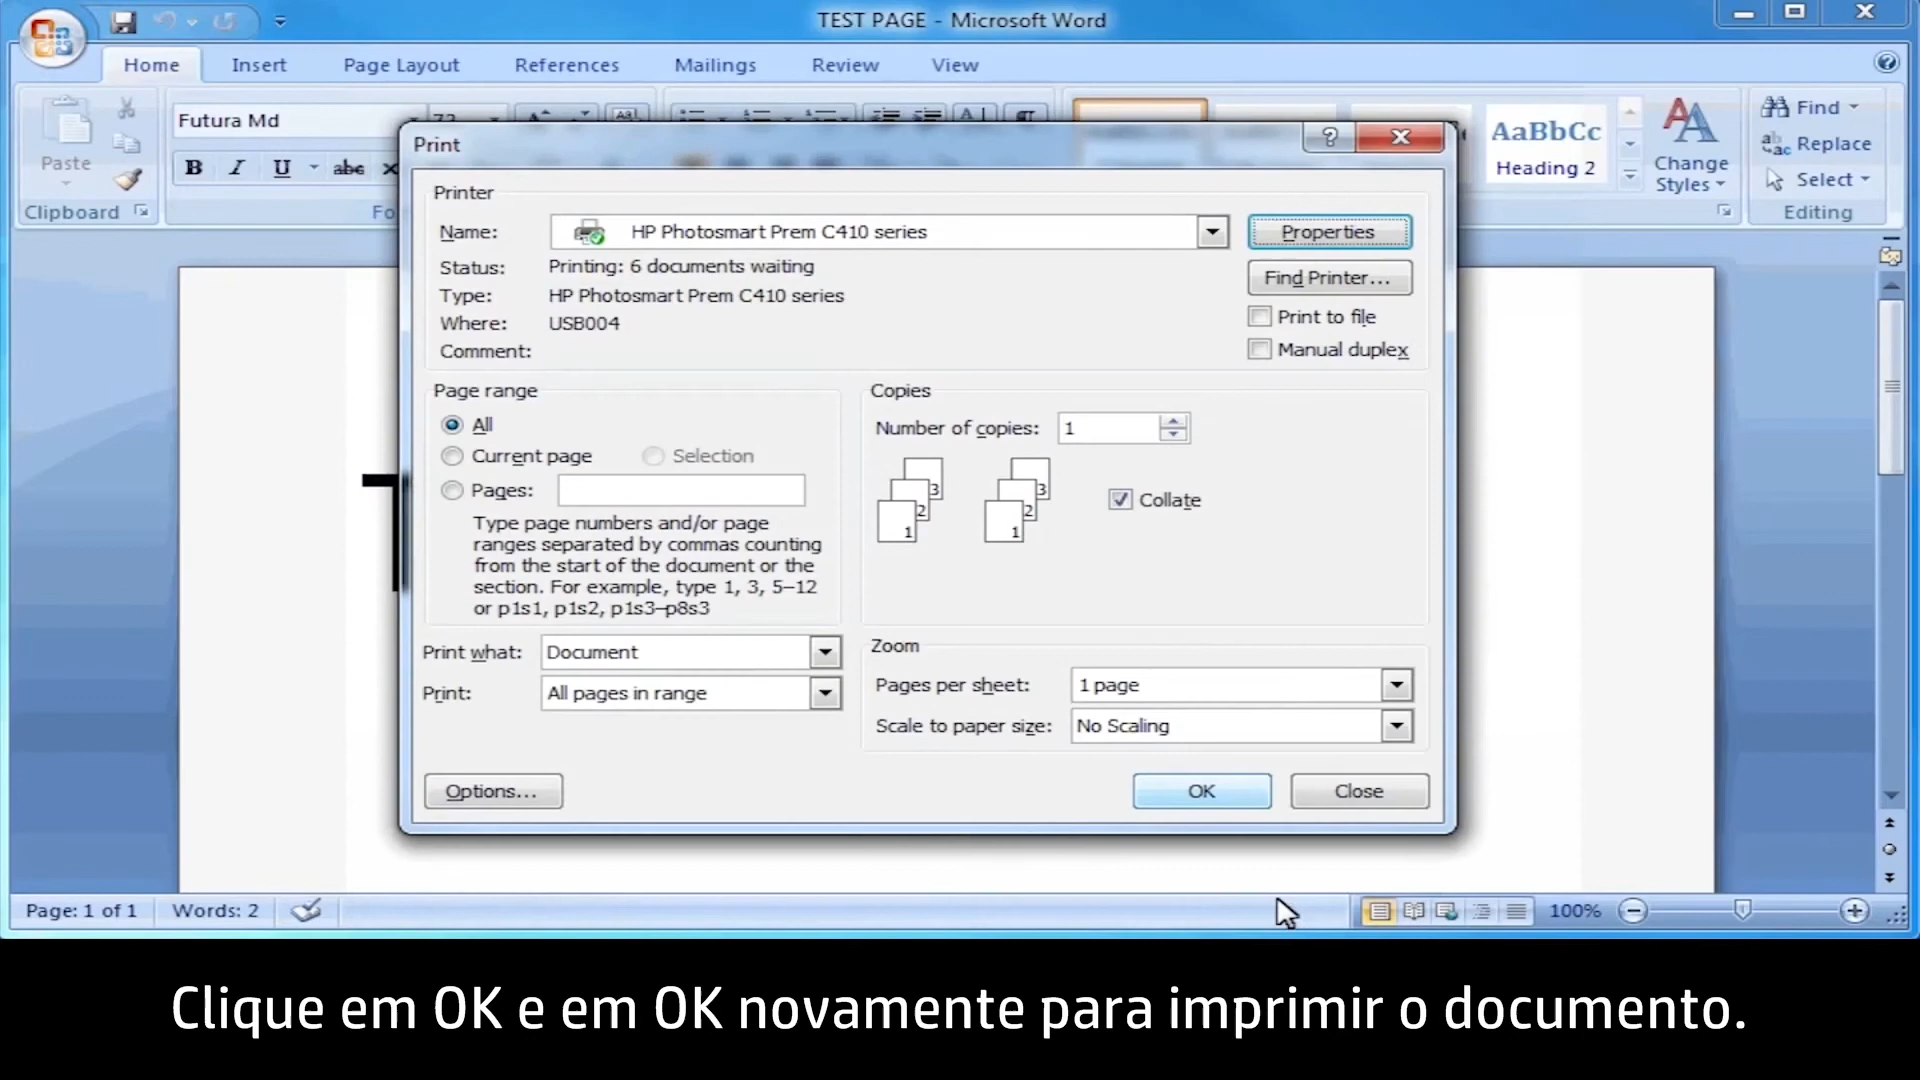 TEST PAGE - Microsoft Word
Home Insert Page Layout References Mailings Review View
Futura Md
Paste
Clipboard
B I U abc
AaBbCc
Heading 2
Change Styles
Find
Replace
Select
Editing
Print
Printer
Name: HP Photosmart Prem C410 series
Properties
Status: Printing: 6 documents waiting
Find Printer...
Type: HP Photosmart Prem C410 series
Where: USB004
Print to file
Comment:
Manual duplex
Page range
All
Current page Selection
Pages:
Type page numbers and/or page
ranges separated by commas counting
from the start of the document or the
section. For example, type 1, 3, 5–12
or p1s1, p1s2, p1s3–p8s3
Copies
Number of copies: 1
3 2 1 3 2 1
Collate
Print what: Document
Print: All pages in range
Zoom
Pages per sheet: 1 page
Scale to paper size: No Scaling
Options...
OK
Close
Page: 1 of 1 Words: 2
100%
Clique em OK e em OK novamente para imprimir o documento.